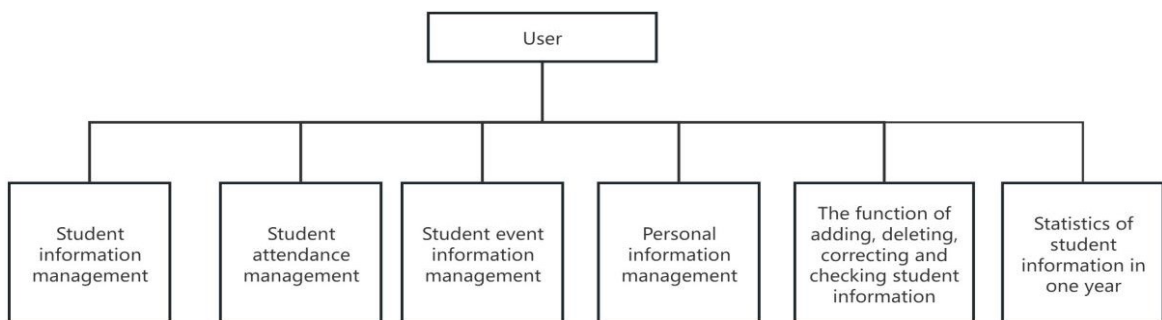 User
Student
information
management
Student
attendance
management
Student event
information
management
Personal
information
management
The function of
adding, deleting,
correcting and
checking student
information
Statistics of
student
information in
one year